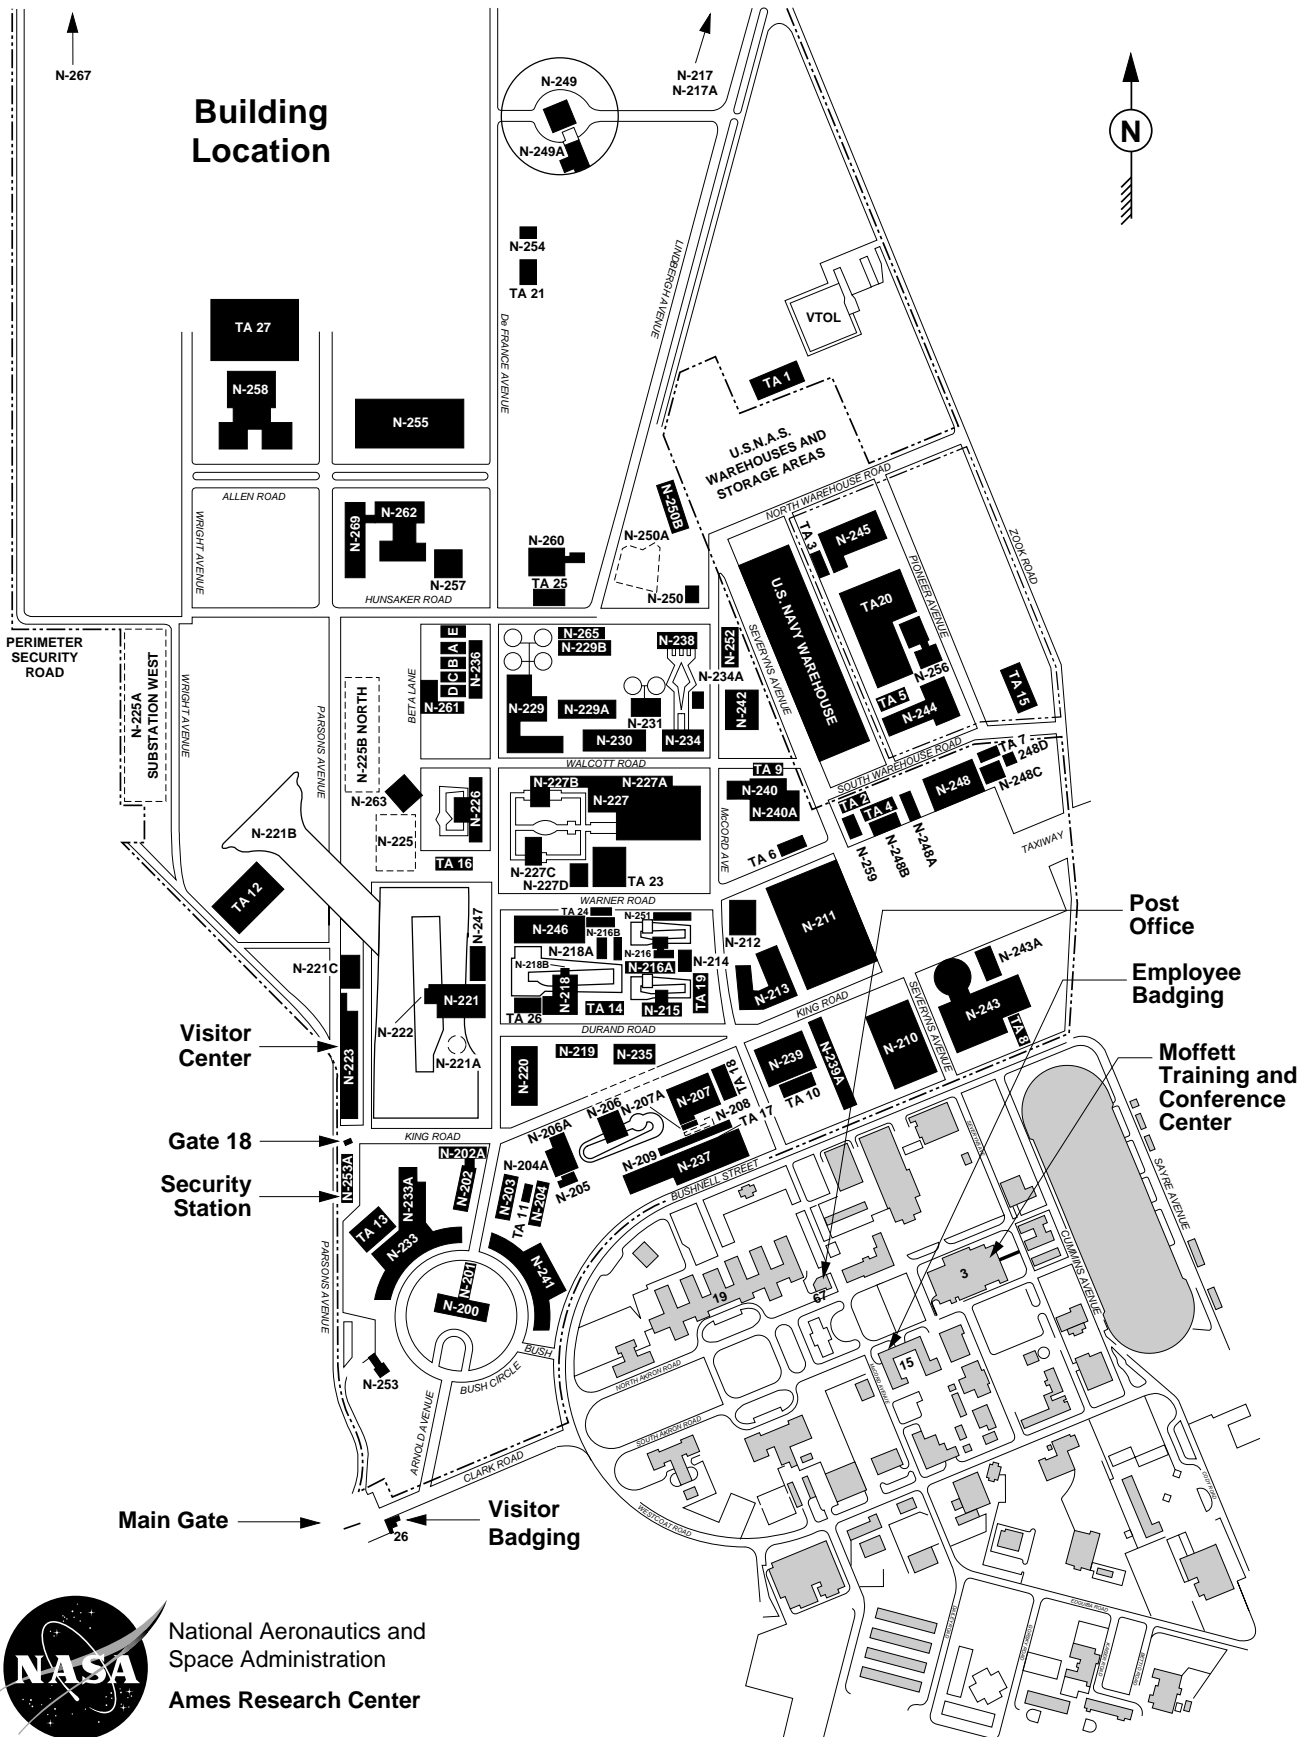 N-267
Building
Location
N-249
N-249A
N-217
N-217A
N
N-254
TA 21
LINDBERGH AVENUE
VTOL
TA 27
N-258
N-255
De FRANCE AVENUE
TA 1
U.S.N.A.S.
WAREHOUSES AND
STORAGE AREAS
NORTH WAREHOUSE ROAD
ALLEN ROAD
WRIGHT AVENUE
N-269
N-262
N-257
HUNSAKER ROAD
N-260
TA 25
N-250A
N-250B
N-250
TA 3
N-245
PIONEER AVENUE
ZOOK ROAD
TA20
U.S. NAVY WAREHOUSE
SEVERYNS AVENUE
N-256
TA 5
N-244
TA 15
SOUTH WAREHOUSE ROAD
PERIMETER
SECURITY
ROAD
N-225A
SUBSTATION WEST
WRIGHT AVENUE
PARSONS AVENUE
N-225B NORTH
BETA LANE
E
A
B
C
D
N-236
N-261
N-265
N-229B
N-229
N-229A
N-230
N-231
N-238
N-234A
N-234
N-252
N-242
WALCOTT ROAD
N-263
N-225
N-226
TA 16
N-227B
N-227A
N-227
N-227C
N-227D
TA 23
McCORD AVE
TA 9
N-240
N-240A
TA 6
TA 2
TA 4
N-259
N-248B
N-248A
N-248
TA 7
248D
N-248C
TAXIWAY
N-221B
TA 12
WARNER ROAD
N-247
TA 24
N-246
N-216B
N-218A
N-218B
N-218
TA 26
TA 14
N-251
N-216
N-216A
N-215
N-214
TA 19
N-212
N-211
N-213
Post
Office
N-243A
N-243
TA 8
Employee
Badging
N-221C
N-221
N-222
N-221A
N-223
Visitor
Center
DURAND ROAD
KING ROAD
SEVERYNS AVENUE
N-210
N-220
N-219
N-235
N-239
N-239A
TA 10
Moffett
Training and
Conference
Center
N-206
N-207A
N-207
TA 18
N-208
TA 17
N-206A
N-205
N-209
N-237
BUSHNELL STREET
Gate 18
KING ROAD
N-202A
N-202
N-204A
N-203
TA 11
N-204
N-253A
Security
Station
N-233A
TA 13
N-233
N-241
N-201
N-200
PARSONS AVENUE
SAYRE AVENUE
CUMMINS AVENUE
3
19
67
15
N-253
BUSH CIRCLE
BUSH
NORTH AKRON ROAD
McCORD AVENUE
SOUTH AKRON ROAD
ARNOLD AVENUE
CLARK ROAD
WESTCOAT ROAD
Main Gate
26
Visitor
Badging
NASA
National Aeronautics and
Space Administration
Ames Research Center